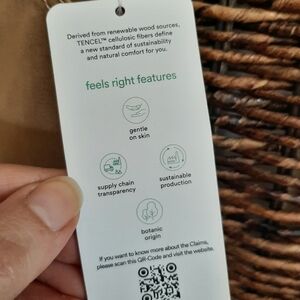 Derived from renewable wood sources,
TENCEL™ cellulosic fibers define
a new standard of sustainability
and natural comfort for you.
feels right features
gentle
on skin
supply chain
transparency
sustainable
production
botanic
origin
If you want to know more about the Claims,
please scan this QR-Code and visit the website.